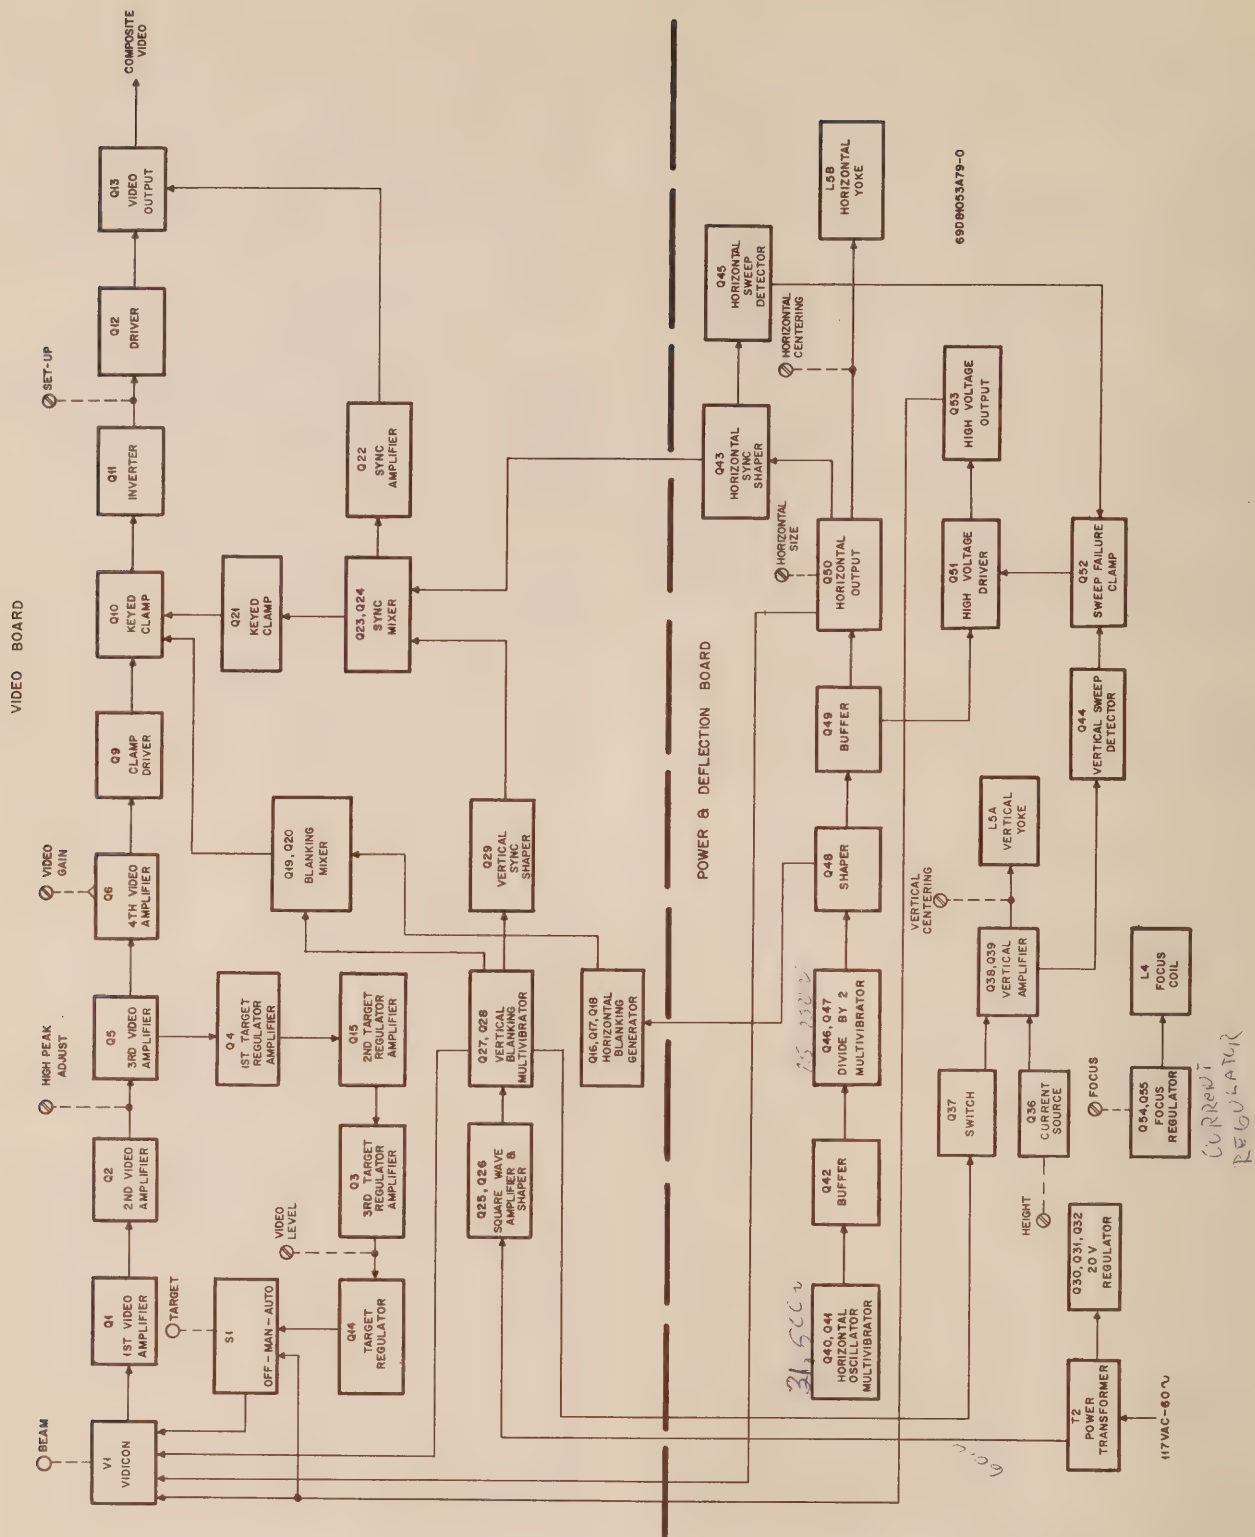 VIDEO BOARD
BEAM
V1
VIDICON
Q1
1ST VIDEO
AMPLIFIER
Q2
2ND VIDEO
AMPLIFIER
HIGH PEAK
ADJUST
Q5
3RD VIDEO
AMPLIFIER
VIDEO
GAIN
Q6
4TH VIDEO
AMPLIFIER
Q9
CLAMP
DRIVER
Q10
KEYED
CLAMP
Q11
INVERTER
SET-UP
Q12
DRIVER
Q13
VIDEO
OUTPUT
COMPOSITE
VIDEO
TARGET
S1
OFF-MAN-AUTO
Q4
1ST TARGET
REGULATOR
AMPLIFIER
Q19, Q20
BLANKING
MIXER
Q21
KEYED
CLAMP
VIDEO
LEVEL
Q14
TARGET
REGULATOR
Q3
3RD TARGET
REGULATOR
AMPLIFIER
Q15
2ND TARGET
REGULATOR
AMPLIFIER
Q23, Q24
SYNC
MIXER
Q22
SYNC
AMPLIFIER
Q25, Q26
SQUARE WAVE
AMPLIFIER &
SHAPER
Q27, Q28
VERTICAL
BLANKING
MULTIVIBRATOR
Q29
VERTICAL
SYNC
SHAPER
Q16, Q17, Q18
HORIZONTAL
BLANKING
GENERATOR
POWER & DEFLECTION BOARD
Q43
HORIZONTAL
SYNC
SHAPER
Q45
HORIZONTAL
SWEEP
DETECTOR
HORIZONTAL
SIZE
HORIZONTAL
CENTERING
Q40, Q41
HORIZONTAL
OSCILLATOR
MULTIVIBRATOR
Q42
BUFFER
Q46, Q47
DIVIDE BY 2
MULTIVIBRATOR
Q48
SHAPER
Q49
BUFFER
Q50
HORIZONTAL
OUTPUT
L5B
HORIZONTAL
YOKE
VERTICAL
CENTERING
Q37
SWITCH
Q38, Q39
VERTICAL
AMPLIFIER
L5A
VERTICAL
YOKE
Q51
HIGH VOLTAGE
DRIVER
Q53
HIGH VOLTAGE
OUTPUT
69D81053A79-0
HEIGHT
Q36
CURRENT
SOURCE
Q44
VERTICAL SWEEP
DETECTOR
Q52
SWEEP FAILURE
CLAMP
T2
POWER
TRANSFORMER
117VAC-60~
Q30, Q31, Q32
20 V
REGULATOR
FOCUS
Q54, Q55
FOCUS
REGULATOR
L4
FOCUS
COIL
CURRENT
REGULATOR